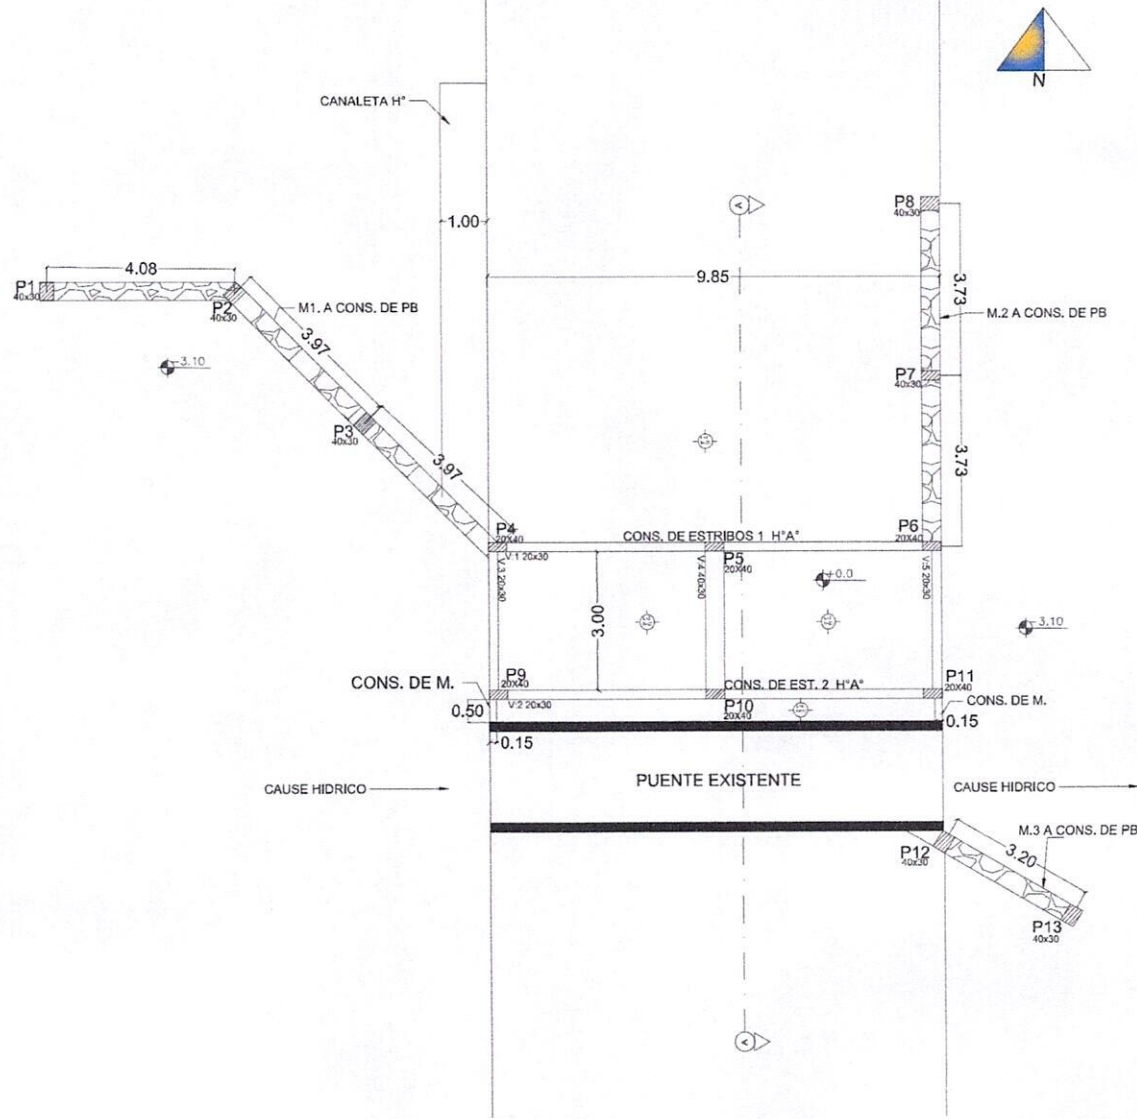 N
CANALETA H°
1.00
A
P8
40x30
4.08
P1
40x30
P2
40x30
M1. A CONS. DE PB
9.85
3.73
M.2 A CONS. DE PB
3.97
-3.10
P7
40x30
P3
40x30
3.97
3.73
P4
CONS. DE ESTRIBOS 1 H°A°
P6
20X40
V:1 20x30
P5
20X40
V:3 20x30
V:4 40x30
V:5 20x30
+0.0
3.00
-3.10
CONS. DE M.
P9
20X40
CONS. DE EST. 2 H°A°
P11
20X40
V:2 20x30
P10
20X40
CONS. DE M.
0.50
0.15
0.15
CAUSE HIDRICO
PUENTE EXISTENTE
CAUSE HIDRICO
M.3 A CONS. DE PB
P12
40x30
3.20
P13
40x30
A